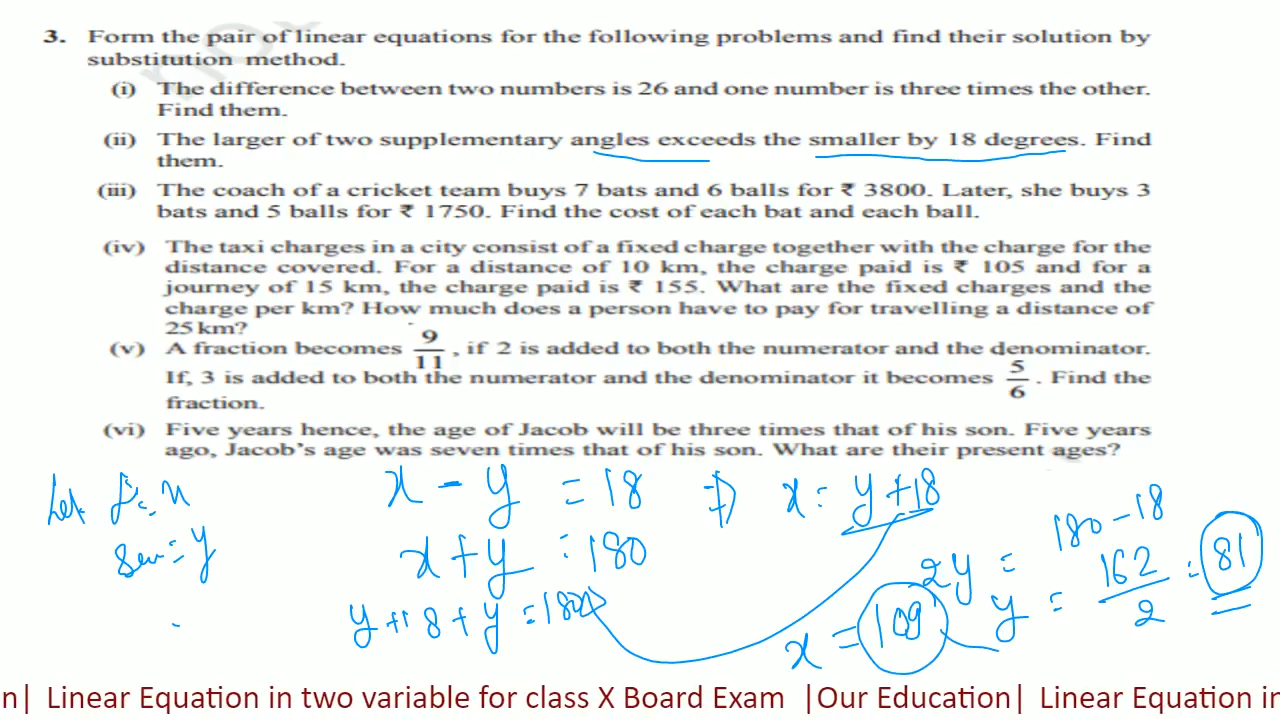 3. Form the pair of linear equations for the following problems and find their solution by
substitution method.
(i) The difference between two numbers is 26 and one number is three times the other.
Find them.
(ii) The larger of two supplementary angles exceeds the smaller by 18 degrees. Find
them.
(iii) The coach of a cricket team buys 7 bats and 6 balls for ₹ 3800. Later, she buys 3
bats and 5 balls for ₹ 1750. Find the cost of each bat and each ball.
(iv) The taxi charges in a city consist of a fixed charge together with the charge for the
distance covered. For a distance of 10 km, the charge paid is ₹ 105 and for a
journey of 15 km, the charge paid is ₹ 155. What are the fixed charges and the
charge per km? How much does a person have to pay for travelling a distance of
25 km?
(v) A fraction becomes 9/11, if 2 is added to both the numerator and the denominator.
If, 3 is added to both the numerator and the denominator it becomes 5/6. Find the
fraction.
(vi) Five years hence, the age of Jacob will be three times that of his son. Five years
ago, Jacob's age was seven times that of his son. What are their present ages?
Let = x
= y
x - y = 18 ⇒ x = y + 18
x + y = 180
y + 18 + y = 180
2y = 180 - 18
y = 162/2 = 81
x = 109
n| Linear Equation in two variable for class X Board Exam |Our Education| Linear Equation in